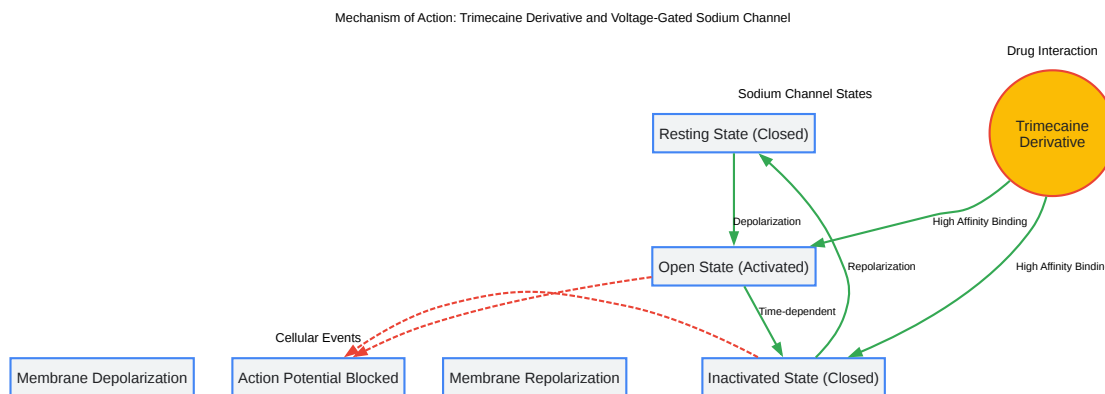 Mechanism of Action: Trimecaine Derivative and Voltage-Gated Sodium Channel
Drug Interaction
Sodium Channel States
Trimecaine
Derivative
Resting State (Closed)
Depolarization
High Affinity Binding
Open State (Activated)
Repolarization
High Affinity Bindin
Time-dependent
Cellular Events
Membrane Depolarization
Action Potential Blocked
Membrane Repolarization
Inactivated State (Closed)